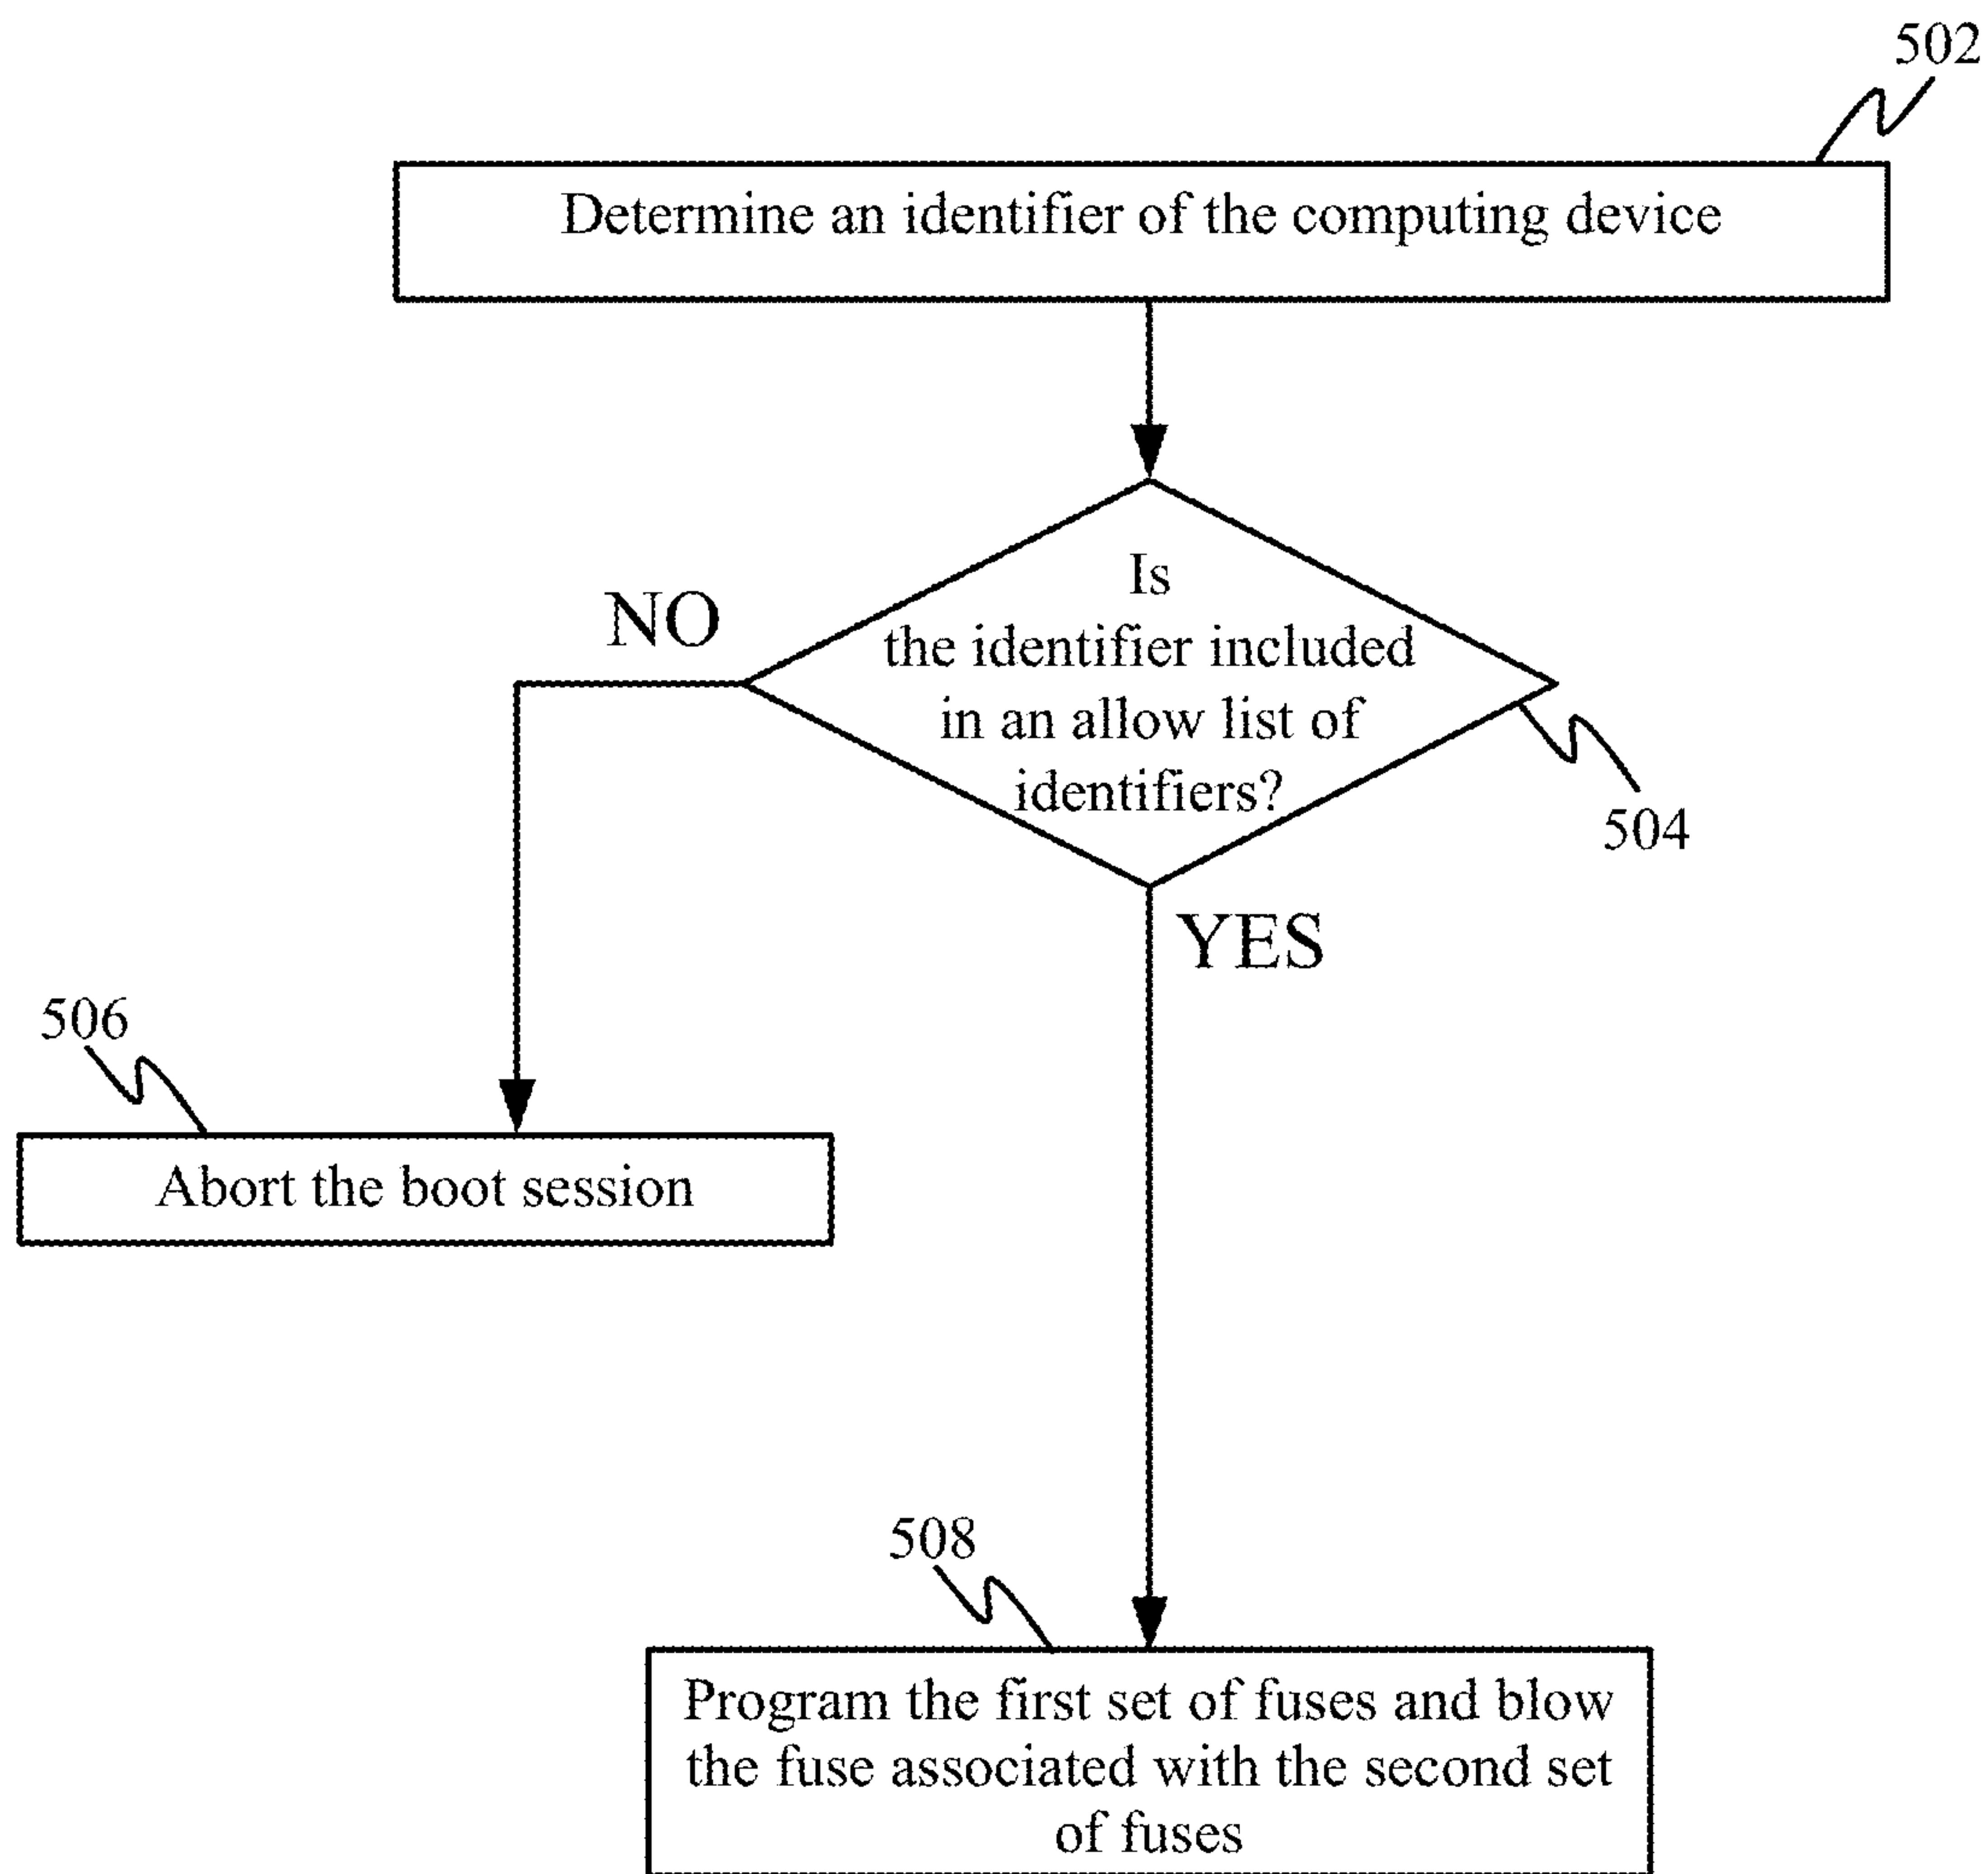 502
Determine an identifier of the computing device
Is
the identifier included
in an allow list of
identifiers?
NO
504
YES
506
Abort the boot session
508
Program the first set of fuses and blow
the fuse associated with the second set
of fuses